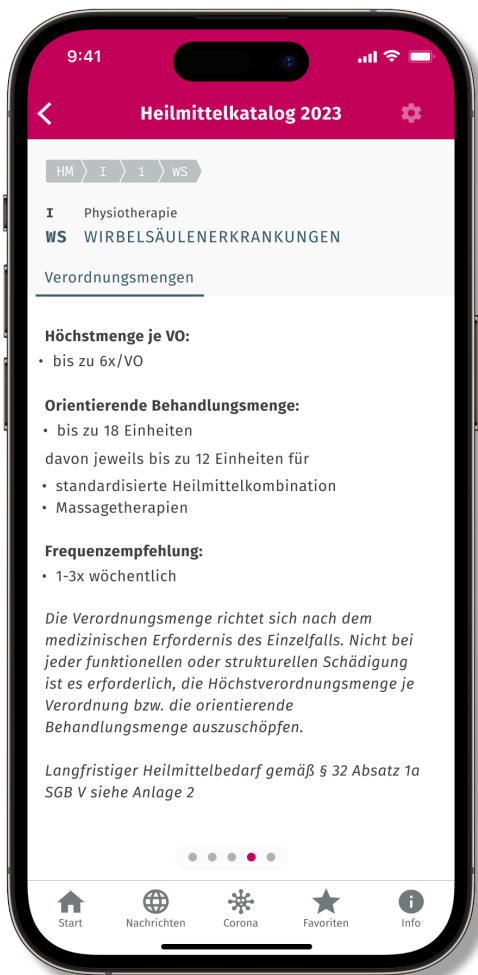 9:41
Heilmittelkatalog 2023
HM I 1 WS
I Physiotherapie
WS WIRBELSÄULENERKRANKUNGEN
Verordnungsmengen
Höchstmenge je VO:
• bis zu 6x/VO
Orientierende Behandlungsmenge:
• bis zu 18 Einheiten
davon jeweils bis zu 12 Einheiten für
• standardisierte Heilmittelkombination
• Massagetherapien
Frequenzempfehlung:
• 1-3x wöchentlich
Die Verordnungsmenge richtet sich nach dem
medizinischen Erfordernis des Einzelfalls. Nicht bei
jeder funktionellen oder strukturellen Schädigung
ist es erforderlich, die Höchstverordnungsmenge je
Verordnung bzw. die orientierende
Behandlungsmenge auszuschöpfen.
Langfristiger Heilmittelbedarf gemäß § 32 Absatz 1a
SGB V siehe Anlage 2
Start Nachrichten Corona Favoriten Info